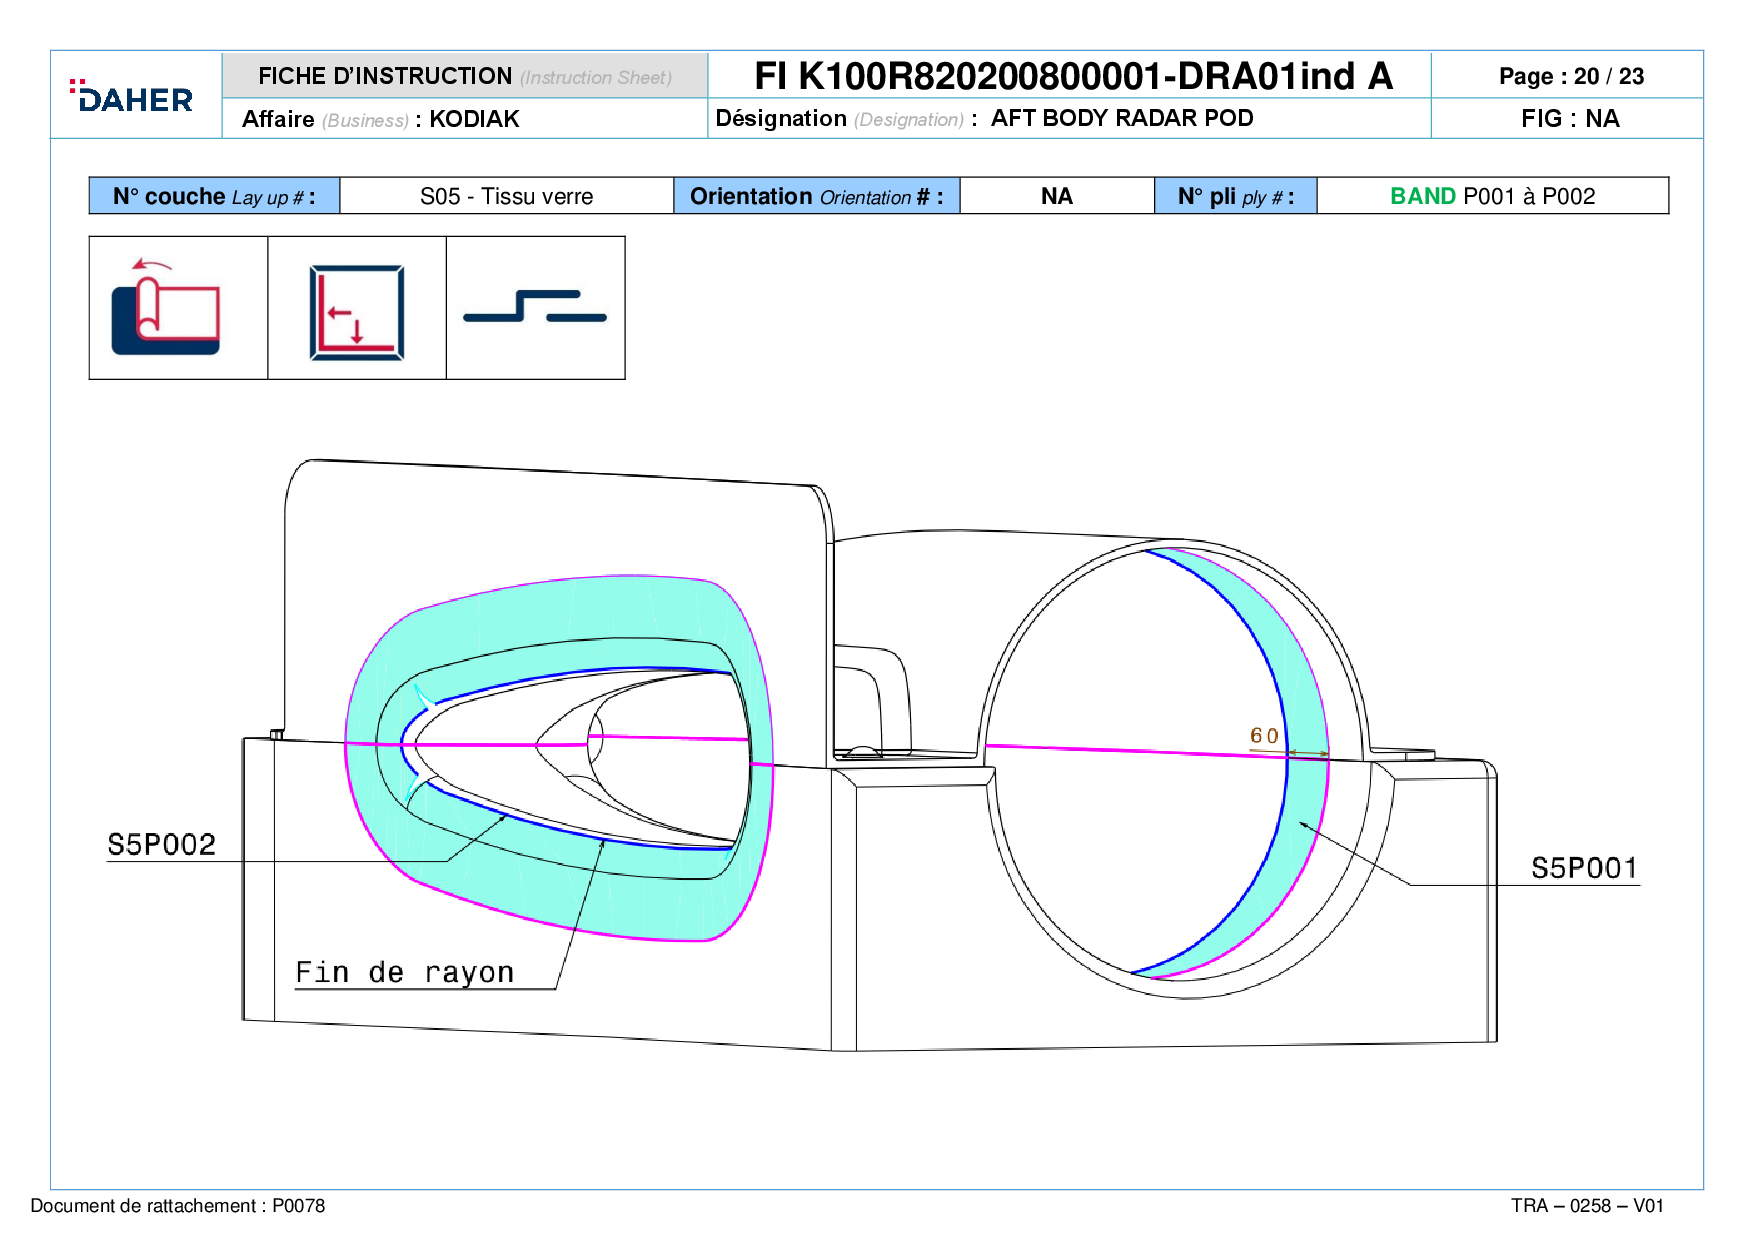 DAHER
FICHE D'INSTRUCTION (Instruction Sheet)
FI K100R820200800001-DRA01ind A
Page : 20 / 23
Affaire (Business) : KODIAK
Désignation (Designation) : AFT BODY RADAR POD
FIG : NA
N° couche Lay up # :
S05 - Tissu verre
Orientation Orientation # :
NA
N° pli ply # :
BAND P001 à P002
60
S5P002
S5P001
Fin de rayon
Document de rattachement : P0078
TRA – 0258 – V01